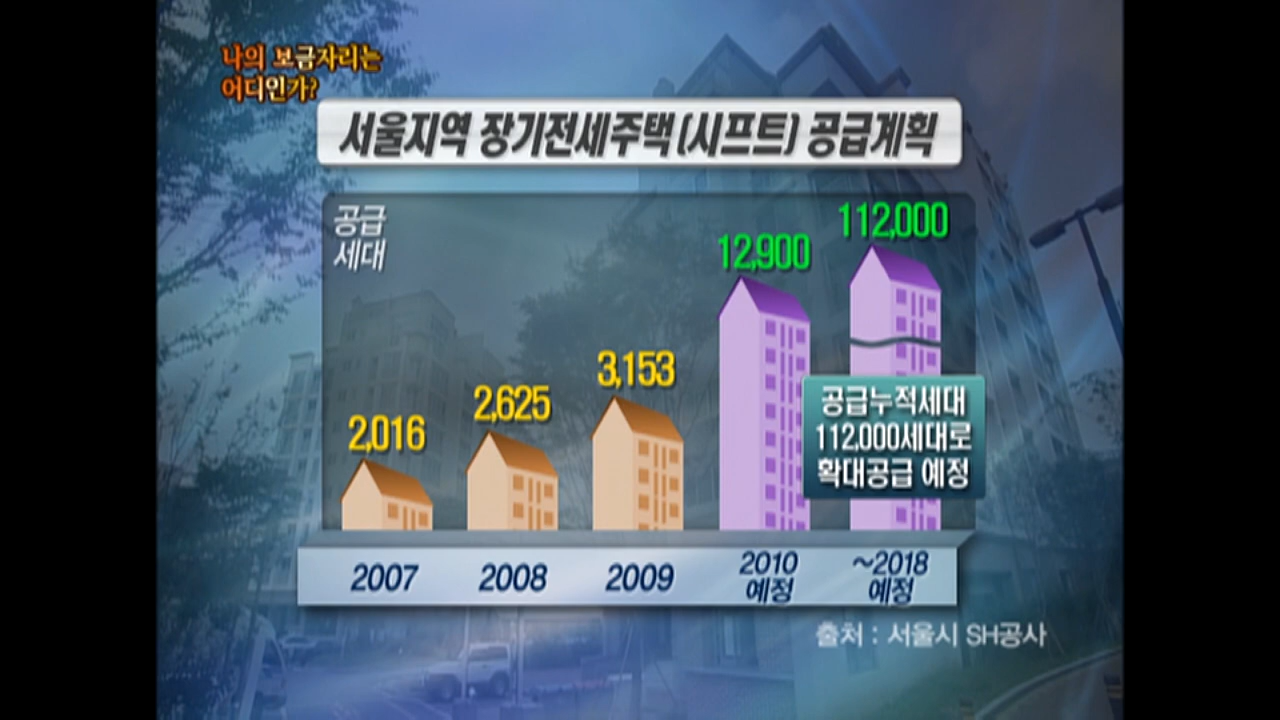 나의 보금자리는
어디인가?
서울지역 장기전세주택(시프트) 공급계획
공급
세대
2,016
2,625
3,153
12,900
112,000
공급누적세대
112,000세대로
확대공급 예정
2007
2008
2009
2010
예정
~2018
예정
출처 : 서울시 SH공사